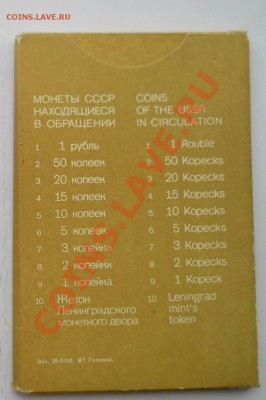 COINS.LAVE.RU
МОНЕТЫ СССР
НАХОДЯЩИЕСЯ
В ОБРАЩЕНИИ
1 1 рубль
2 50 копеек
3 20 копеек
4 15 копеек
5 10 копеек
6 5 копеек
7 3 копейки
8 2 копейки
9 1 копейка
10 Жетон
Ленинградского
монетного двора
COINS
OF THE USSR
IN CIRCULATION
1. 1 Rouble
2. 50 Kopecks
3. 20 Kopecks
4. 15 Kopecks
5. 10 Kopecks
6. 5 Kopecks
7. 3 Kopecks
8. 2 Kopecks
9. 1 Kopeck
10. Leningrad
mint's
token
МТ Гознака.
COINS.LAVE.RU